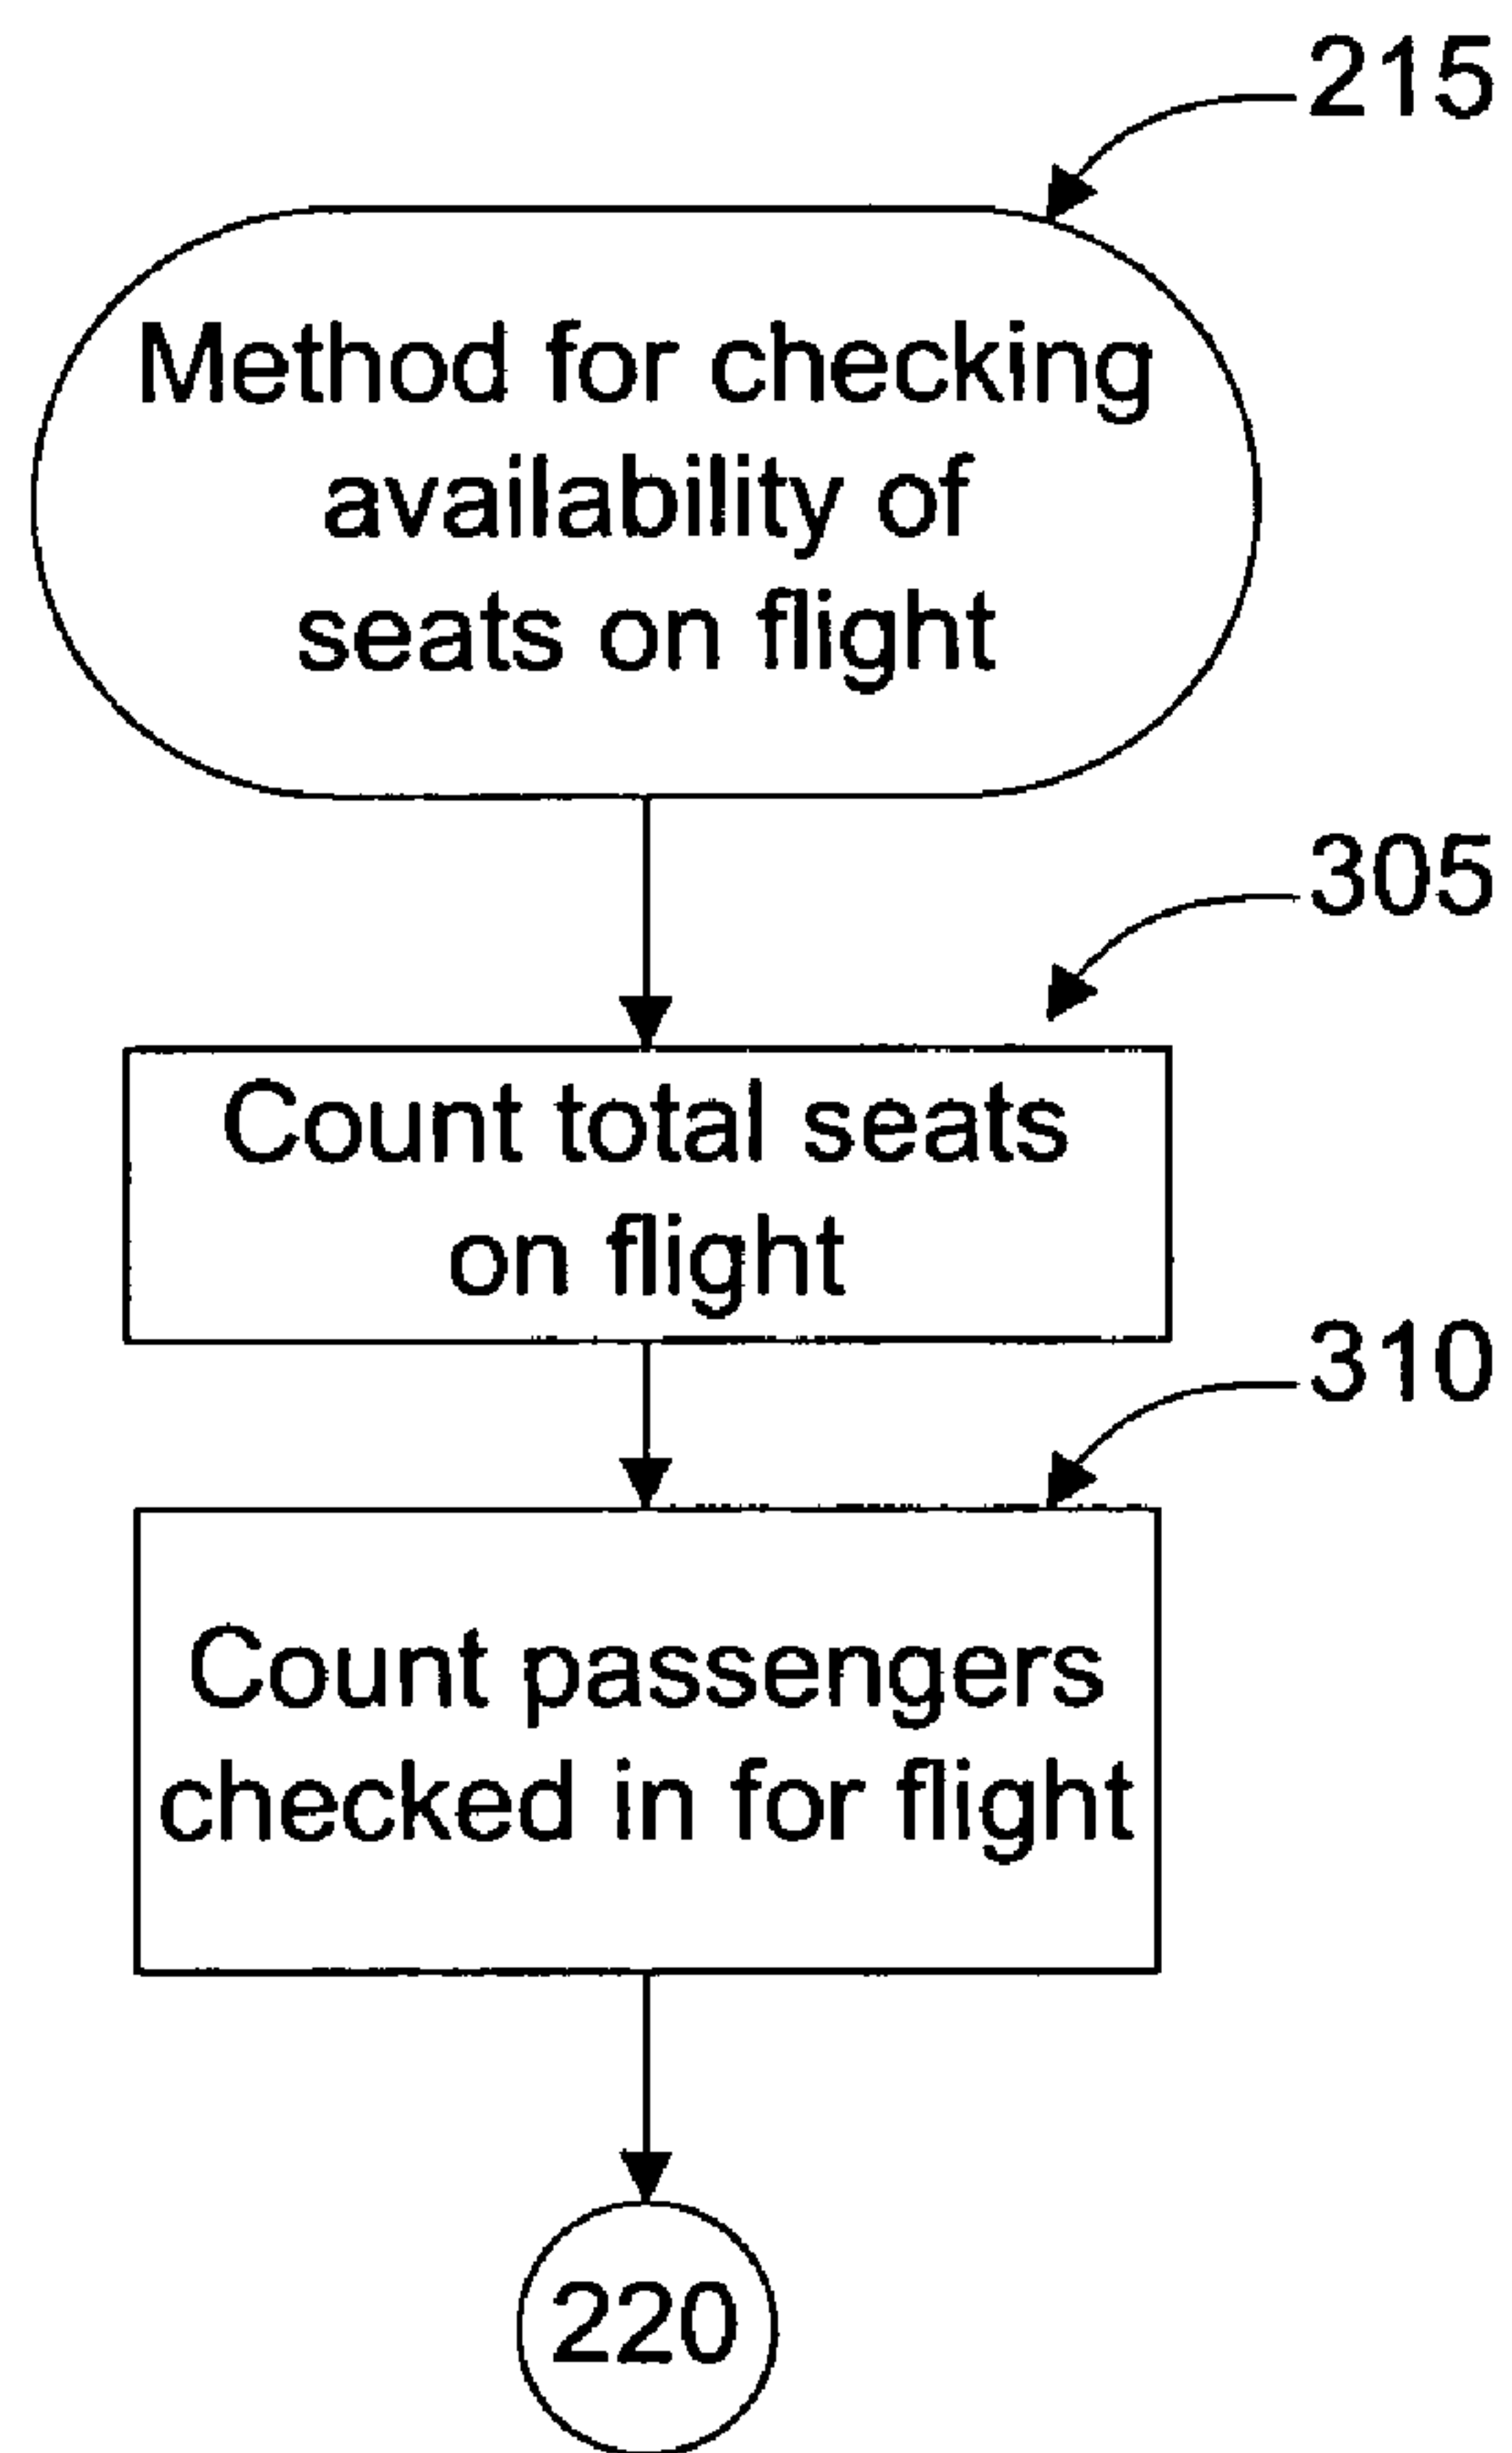 215
Method for checking
availability of
seats on flight
305
Count total seats
on flight
310
Count passengers
checked in for flight
220